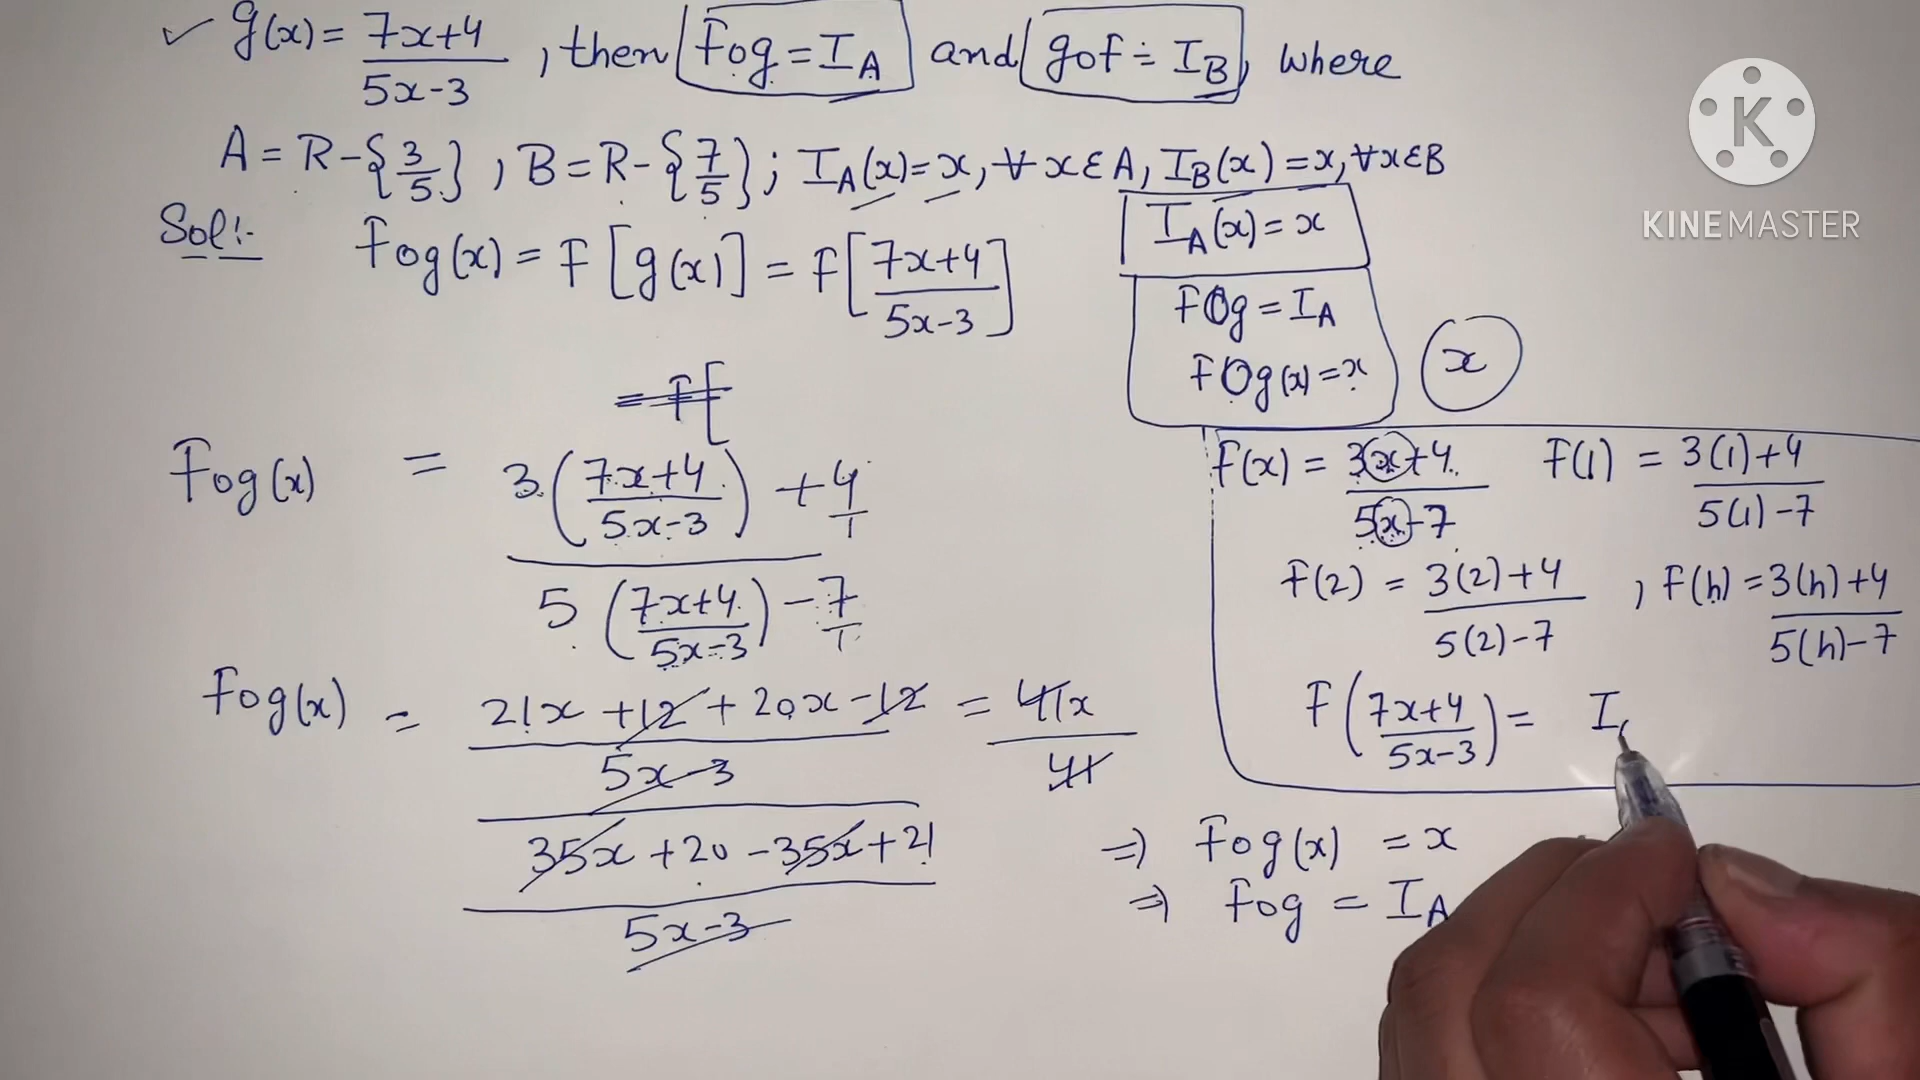 ✓ g(x) = 7x+4/5x-3 , then Fog = I_A and gof = I_B, where
A = R-{3/5}, B = R-{7/5}; I_A(x) = x, ∀ x ∈ A, I_B(x) = x, ∀x∈B
Sol:- Fog(x) = F[g(x)] = F[7x+4/5x-3]
I_A(x) = x
Fog = I_A
Fog(x) = x
x
= F[
Fog(x) = 3(7x+4/5x-3) + 4/1 / 5(7x+4/5x-3) - 7/1
Fog(x) = 21x + 12 + 20x - 12 / 5x-3 / 35x + 20 - 35x + 21 / 5x-3 = 41x/41
F(x) = 3x+4/5x-7 F(1) = 3(1)+4/5(1)-7
F(2) = 3(2)+4/5(2)-7 , F(h) = 3(h)+4/5(h)-7
F(7x+4/5x-3) = I
⇒ Fog(x) = x
⇒ Fog = I_A
K
KINEMASTER